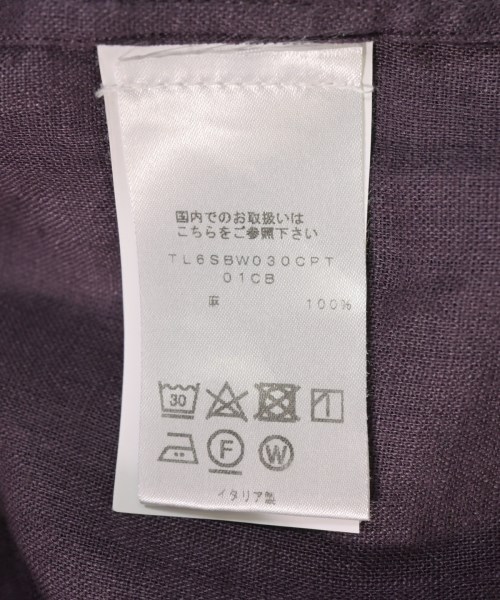 国内でのお取扱いは
こちらをご参照下さい
TL6SBW030CPT
01CB
麻 100%
30
F W
イタリア製